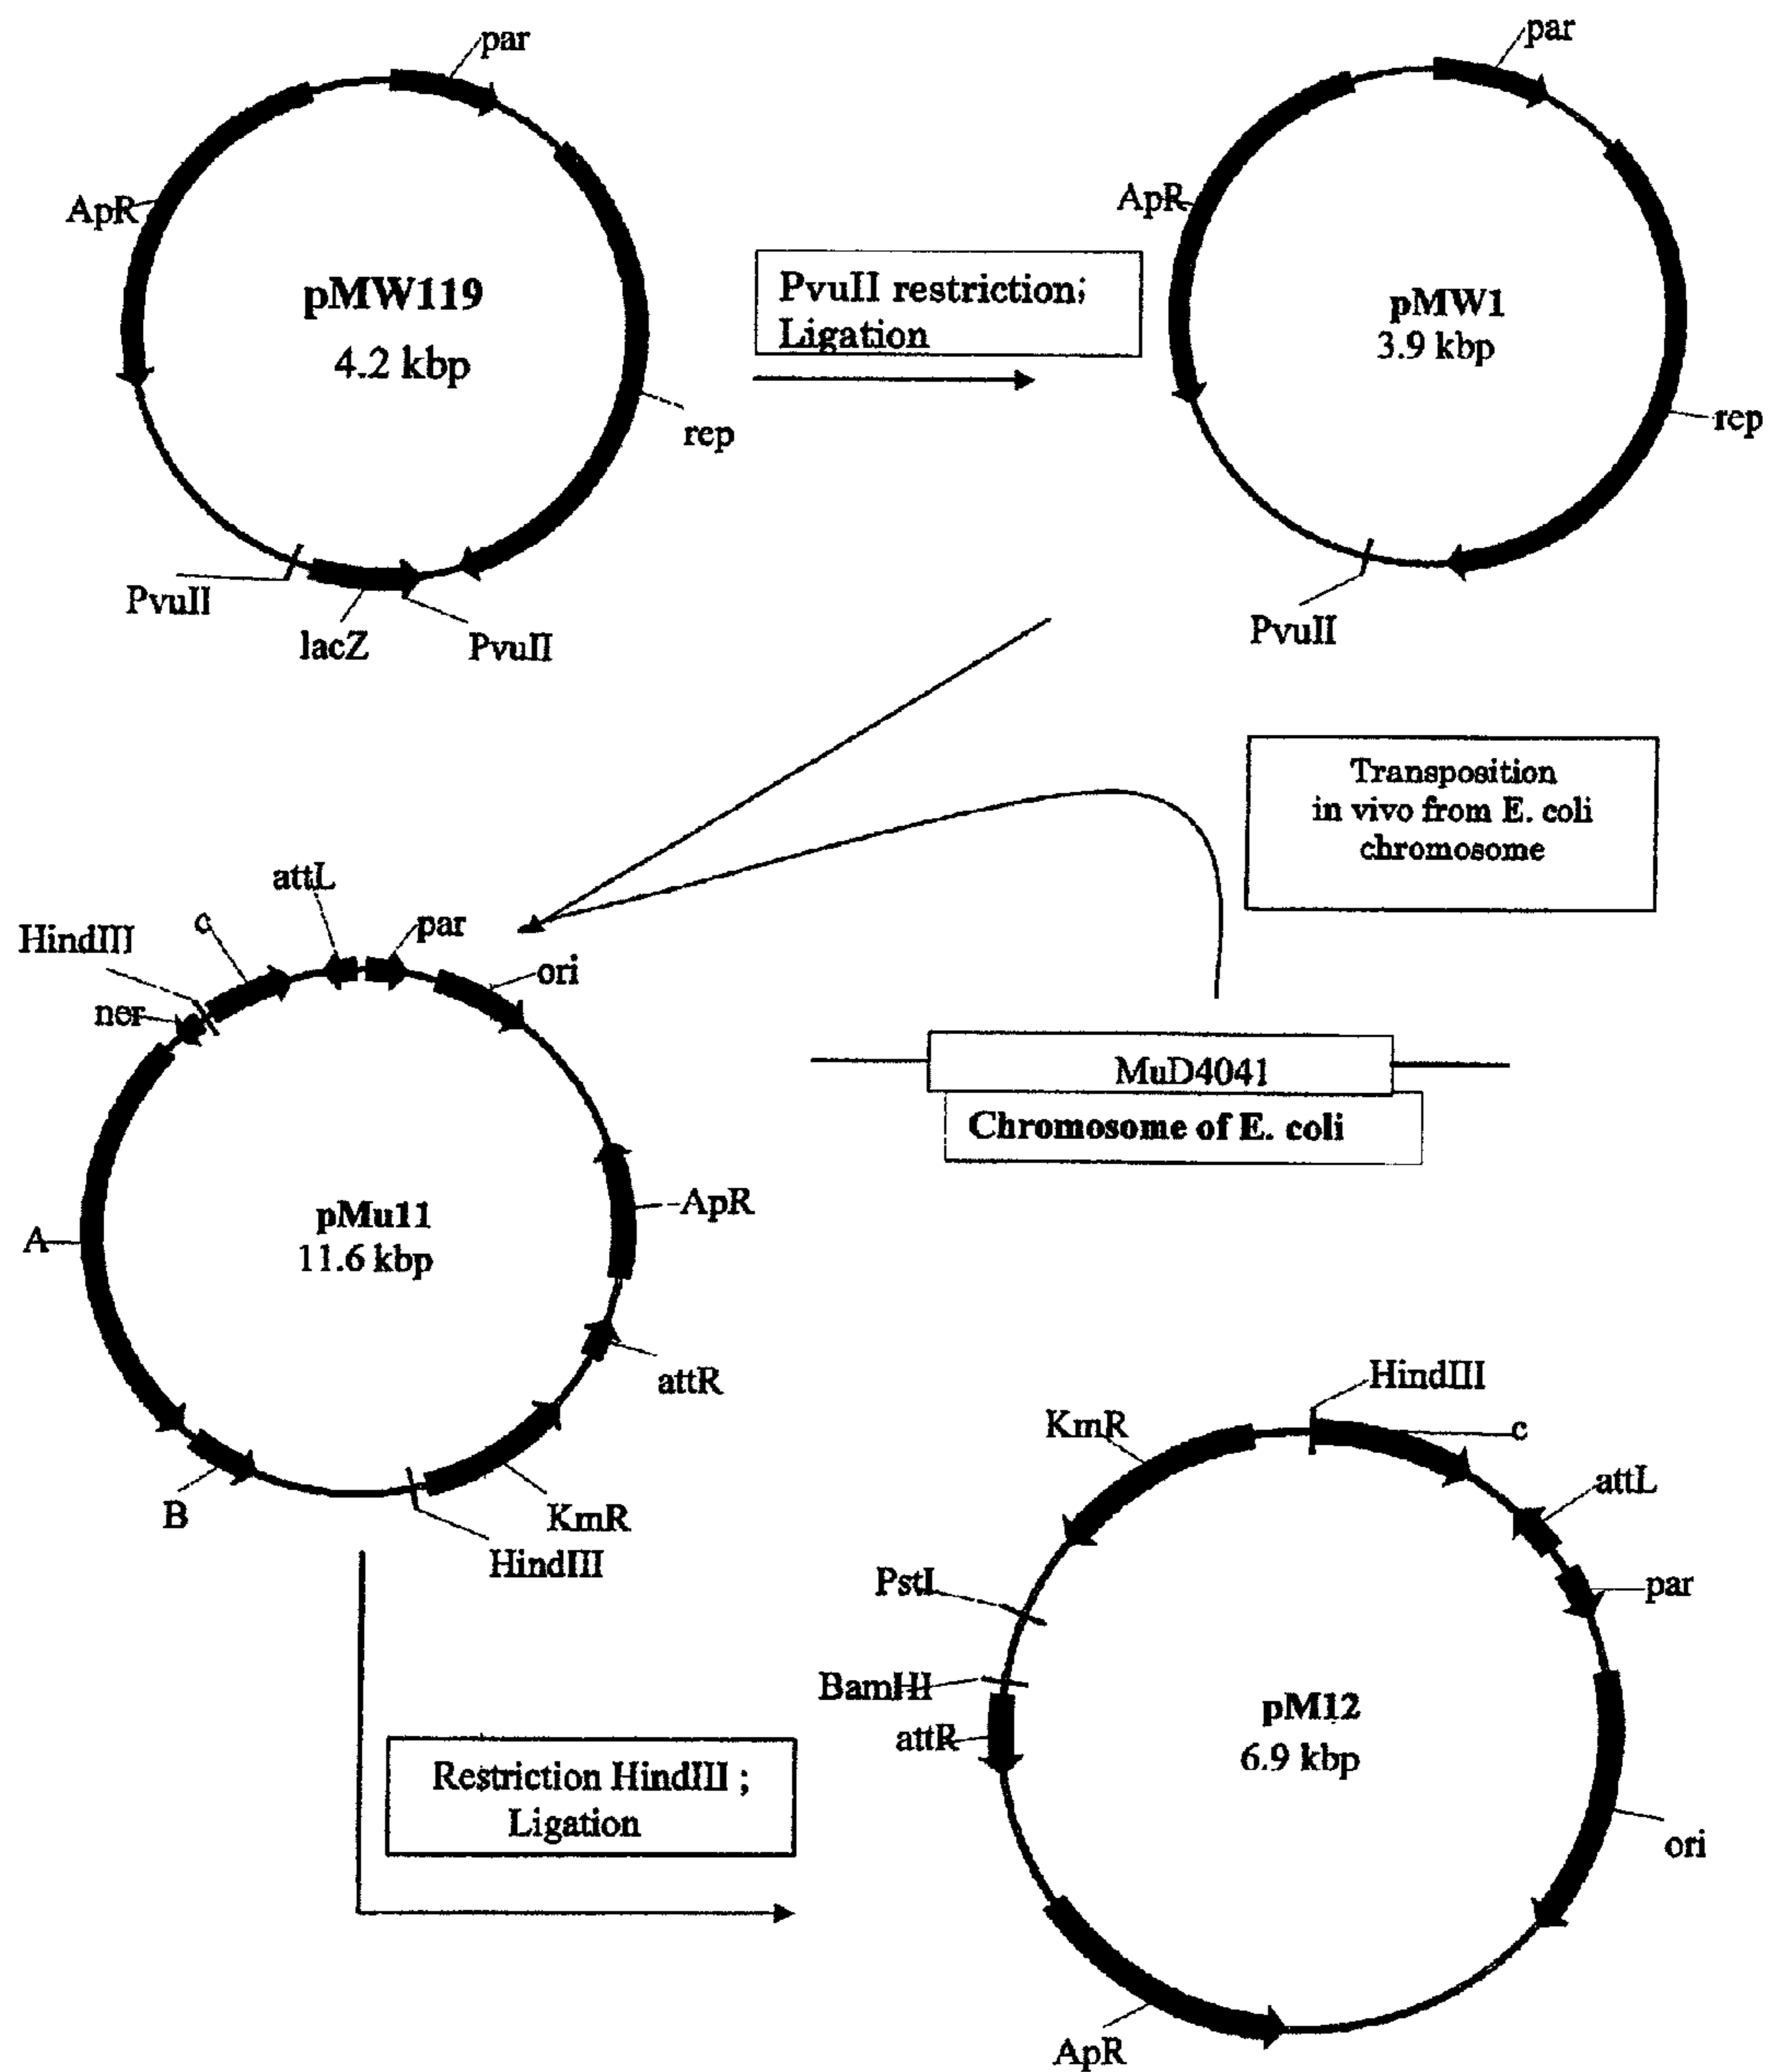 par
ApR
pMW119
4.2 kbp
rep
PvuII
lacZ
PvuII
PvuII restriction;
Ligation
par
ApR
pMW1
3.9 kbp
rep
PvuII
Transposition
in vivo from E. coli
chromosome
attL
c
HindIII
par
ori
ner
MuD4041
Chromosome of E. coli
ApR
pMu11
11.6 kbp
A
attR
B
KmR
HindIII
HindIII
KmR
c
attL
PstI
par
BamHI
attR
pM12
6.9 kbp
ori
ApR
Restriction HindIII ;
Ligation